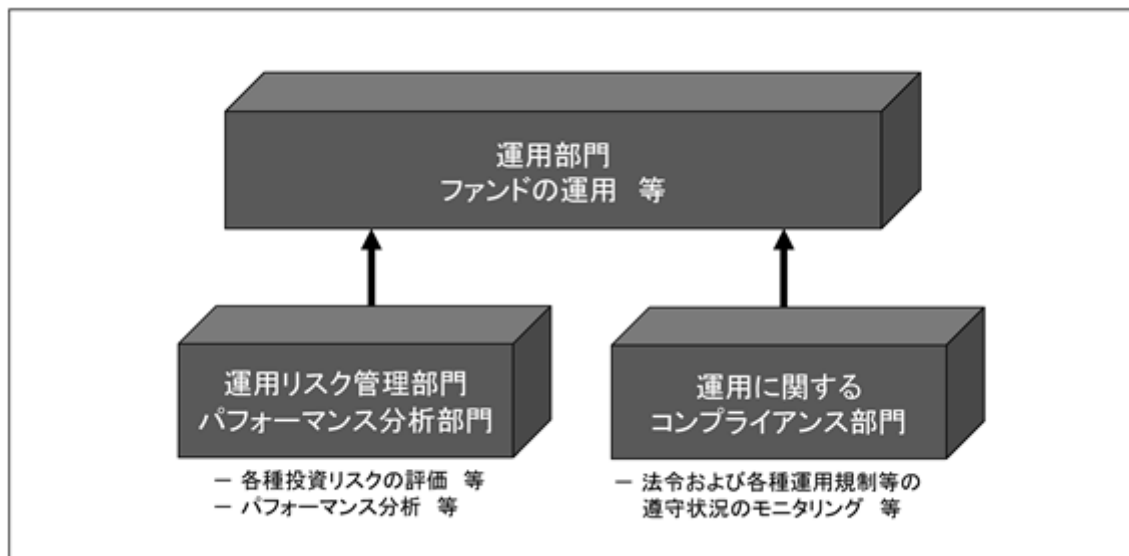 運用部門
ファンドの運用 等
運用リスク管理部門
パフォーマンス分析部門
－ 各種投資リスクの評価 等
－ パフォーマンス分析 等
運用に関する
コンプライアンス部門
－ 法令および各種運用規制等の
遵守状況のモニタリング 等